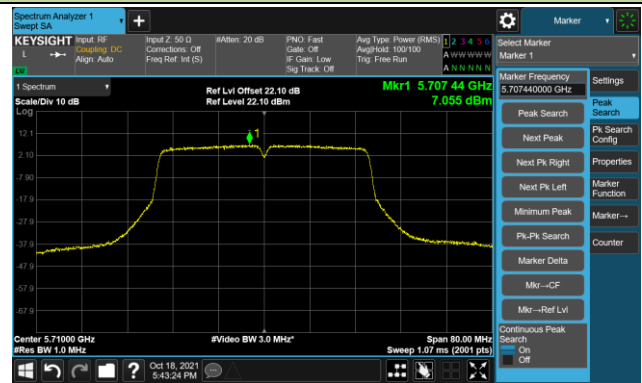 Spectrum Analyzer 1
Swept SA
Marker
KEYSIGHT
L
Input: RF
Coupling: DC
Align: Auto
Input Z: 50 Ω
Corrections: Off
Freq Ref: Int (S)
#Atten: 20 dB
PNO: Fast
Gate: Off
IF Gain: Low
Sig Track: Off
Avg Type: Power (RMS)
Avg|Hold: 100/100
Trig: Free Run
1 2 3 4 5 6
A W W W W W
A N N N N N
Select Marker
Marker 1
1 Spectrum
Scale/Div 10 dB
Log
Ref Lvl Offset 22.10 dB
Ref Level 22.10 dBm
Mkr1 5.707 44 GHz
7.055 dBm
12.1
2.10
-7.90
-17.9
-27.9
-37.9
-47.9
-57.9
-67.9
1
Center 5.71000 GHz
#Res BW 1.0 MHz
#Video BW 3.0 MHz*
Span 80.00 MHz
Sweep 1.07 ms (2001 pts)
Marker Frequency
5.707440000 GHz
Peak Search
Next Peak
Next Pk Right
Next Pk Left
Minimum Peak
Pk-Pk Search
Marker Delta
Mkr→CF
Mkr→Ref Lvl
Continuous Peak
Search
On
Off
Settings
Peak
Search
Pk Search
Config
Properties
Marker
Function
Marker→
Counter
?
Oct 18, 2021
5:43:24 PM